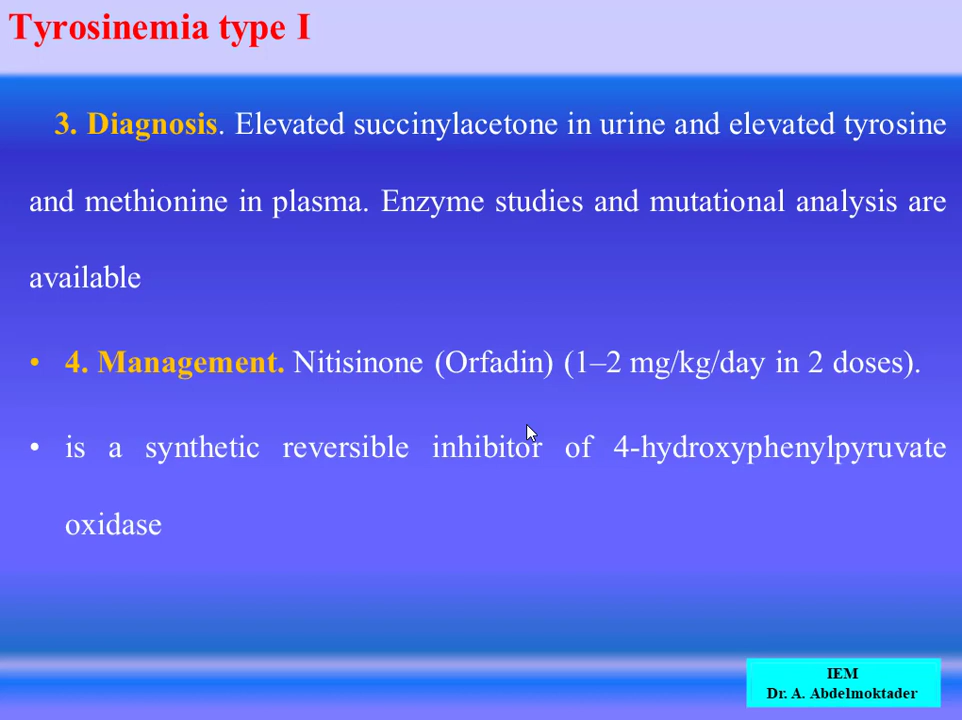 Tyrosinemia type I
3. Diagnosis. Elevated succinylacetone in urine and elevated tyrosine
and methionine in plasma. Enzyme studies and mutational analysis are
available
• 4. Management. Nitisinone (Orfadin) (1–2 mg/kg/day in 2 doses).
• is a synthetic reversible inhibitor of 4-hydroxyphenylpyruvate
oxidase
IEM
Dr. A. Abdelmoktader